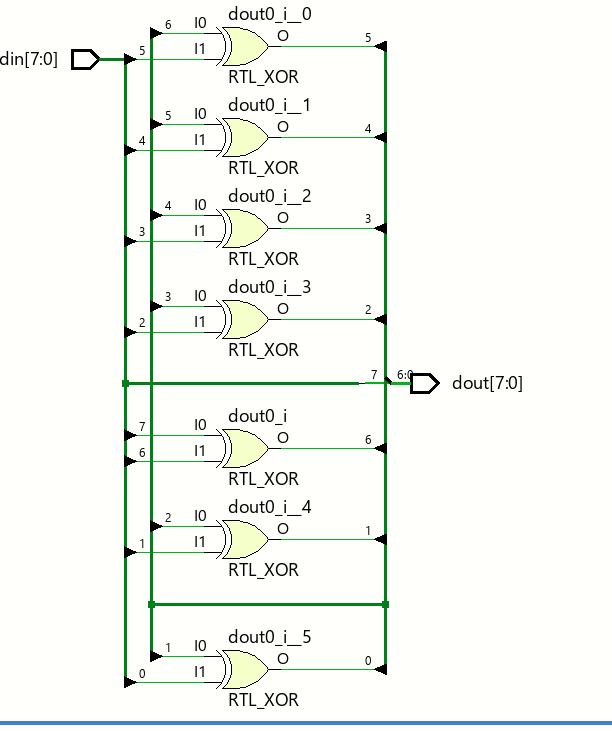 dout0_i__0
6 I0
O
5
din[7:0]
5 I1
RTL_XOR
dout0_i__1
5 I0
O
4
4 I1
RTL_XOR
dout0_i__2
4 I0
O
3
3 I1
RTL_XOR
dout0_i__3
3 I0
O
2
2 I1
RTL_XOR
7 6:0
dout[7:0]
dout0_i
7 I0
O
6
6 I1
RTL_XOR
dout0_i__4
2 I0
O
1
1 I1
RTL_XOR
dout0_i__5
1 I0
O
0
0 I1
RTL_XOR